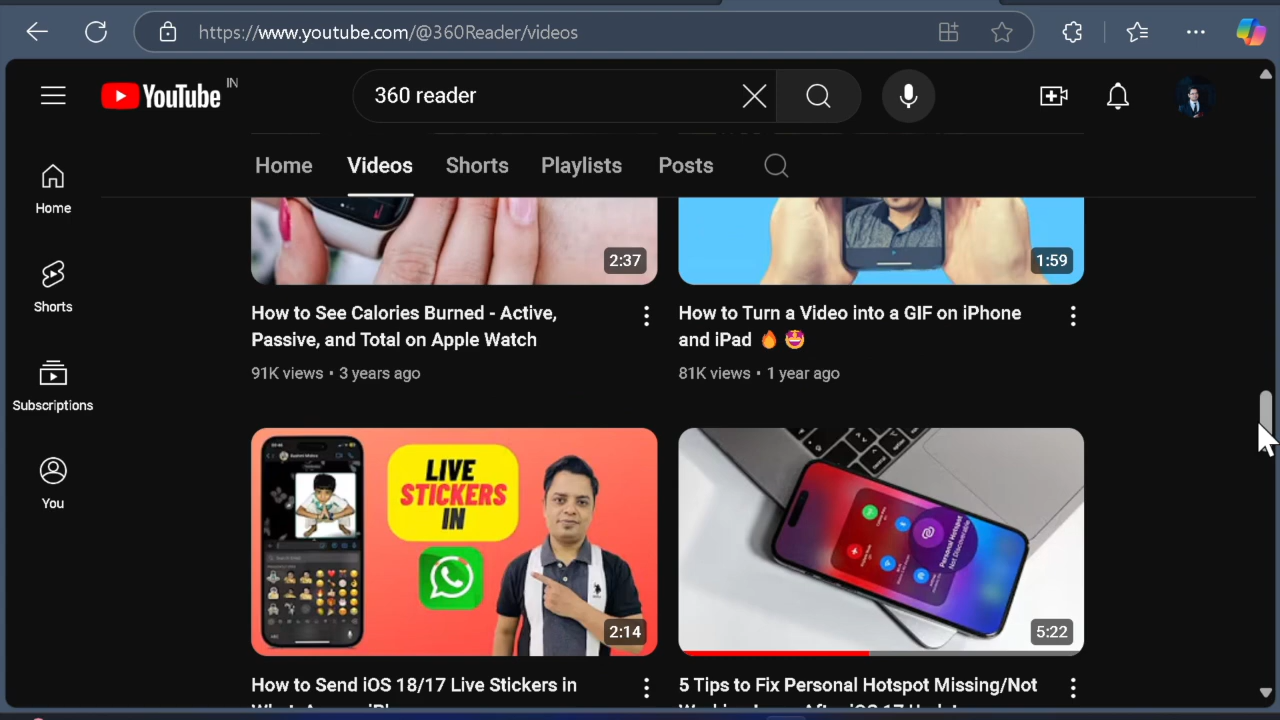 https://www.youtube.com/@360Reader/videos
YouTube IN
360 reader
Home
Videos
Shorts
Playlists
Posts
Home
Shorts
Subscriptions
You
2:37
1:59
How to See Calories Burned - Active,
Passive, and Total on Apple Watch
91K views • 3 years ago
How to Turn a Video into a GIF on iPhone
and iPad 🔥 🤩
81K views • 1 year ago
LIVE
STICKERS
IN
2:14
Personal Hotspot
Not Discoverable
5:22
How to Send iOS 18/17 Live Stickers in
5 Tips to Fix Personal Hotspot Missing/Not